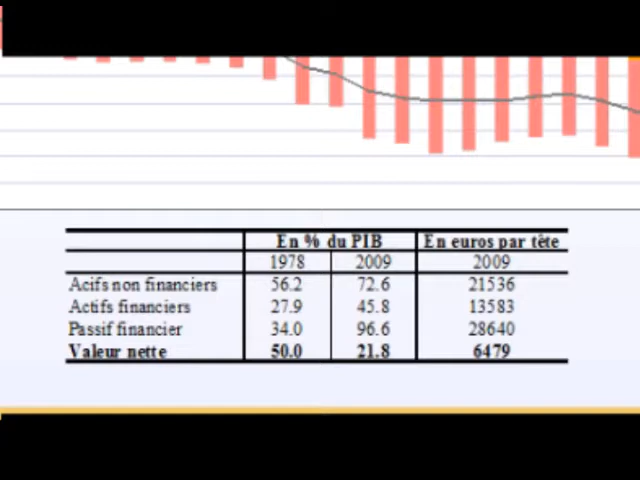 En % du PIB En euros par tête
1978 2009 2009
Acifs non financiers 56.2 72.6 21536
Actifs financiers 27.9 45.8 13583
Passif financier 34.0 96.6 28640
Valeur nette 50.0 21.8 6479